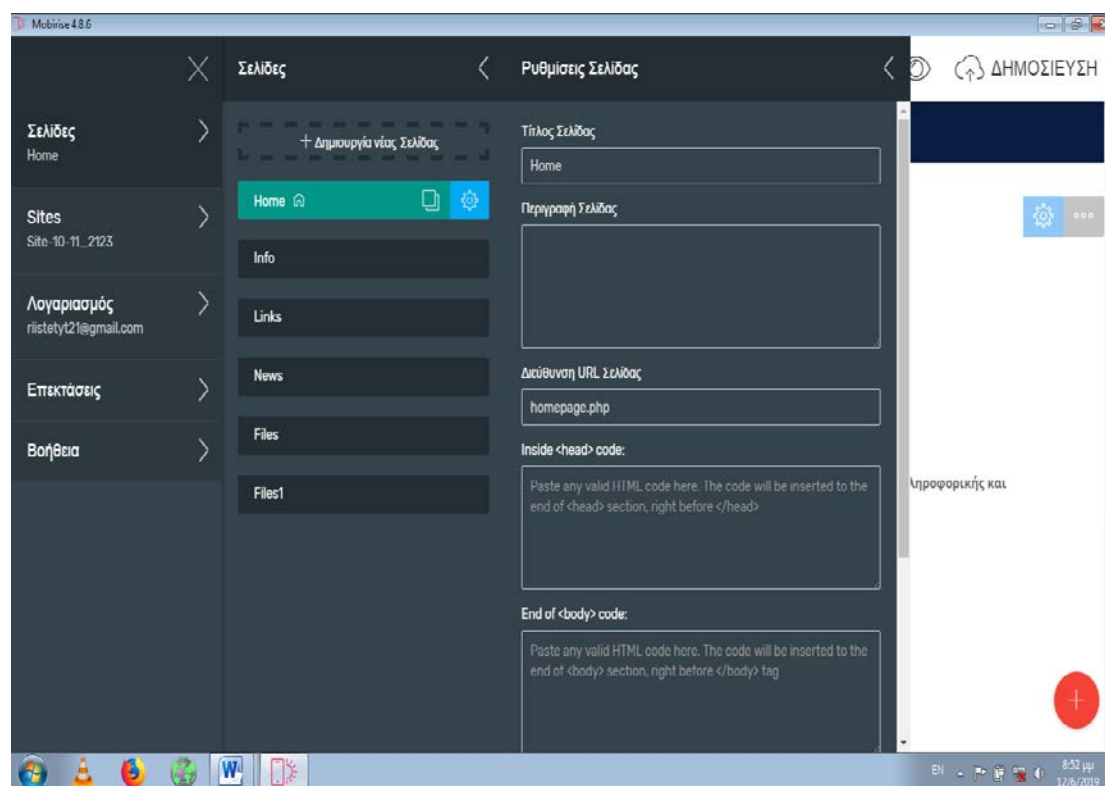 Mobirise 4.8.6
Σελίδες
Home
Sites
Site-10-11_2123
Λογαριασμός
riistetyt21@gmail.com
Επεκτάσεις
Βοήθεια
Σελίδες
+ Δημιουργία νέας Σελίδας
Home
Info
Links
News
Files
Files1
Ρυθμίσεις Σελίδας
Τίτλος Σελίδας
Home
Περιγραφή Σελίδας
Διεύθυνση URL Σελίδας
homepage.php
Inside <head> code:
Paste any valid HTML code here. The code will be inserted to the
end of <head> section, right before </head>
End of <body> code:
Paste any valid HTML code here. The code will be inserted to the
end of <body> section, right before </body> tag
ΔΗΜΟΣΙΕΥΣΗ
ληροφορικής και
EN
8:52 μμ
12/6/2019